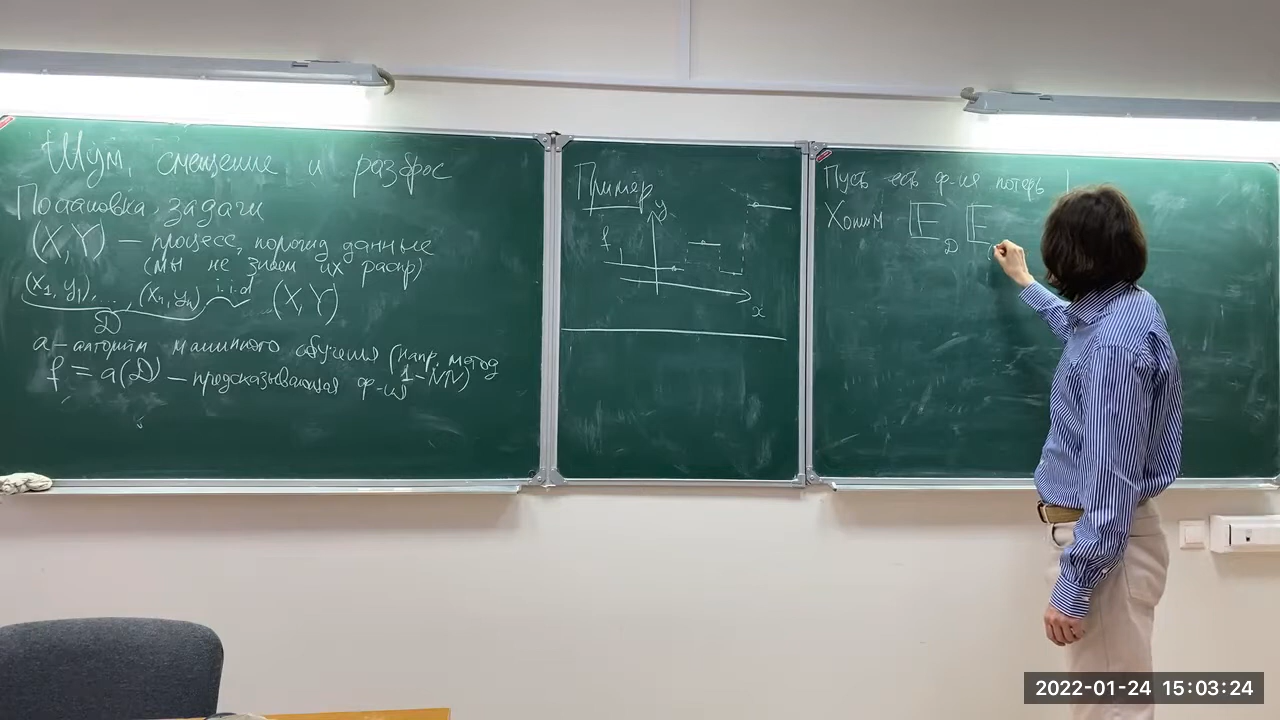 Шум смещение и разброс
Постановка задачи
(X, Y) — процесс, порожд данные
(мы не знаем их распр)
(x₁, y₁), ..., (xₙ, yₙ) i.i.d (X, Y)
D
a — алгоритм машинного обучения (напр, метод
1-NN)
f = a(D) — предсказывающая ф-ия
Пример
y
f
x
Пусть есть ф-ия потерь
Хотим E_D E
2022-01-24 15:03:24